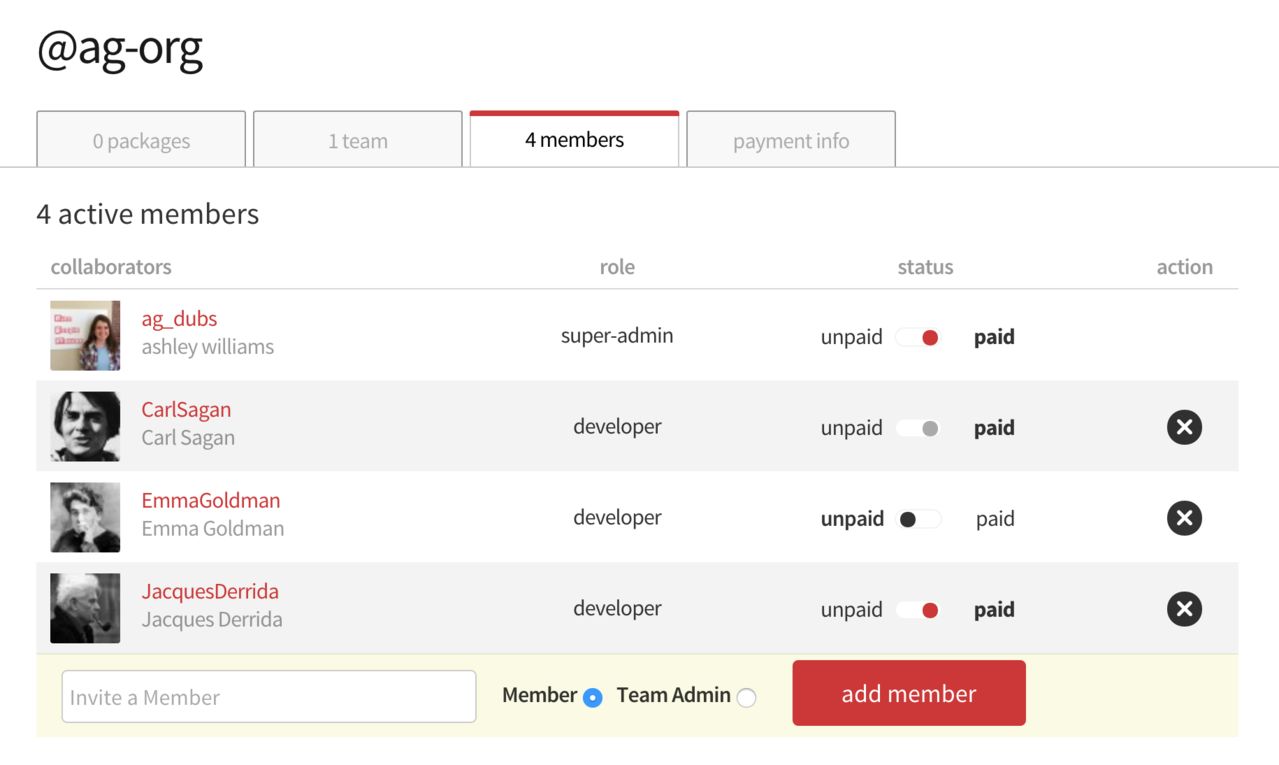 @ag-org
0 packages
1 team
4 members
payment info
4 active members
collaborators role status action
ag_dubs
ashley williams
super-admin
unpaid paid
CarlSagan
Carl Sagan
developer
unpaid paid
EmmaGoldman
Emma Goldman
developer
unpaid paid
JacquesDerrida
Jacques Derrida
developer
unpaid paid
Invite a Member
Member Team Admin
add member